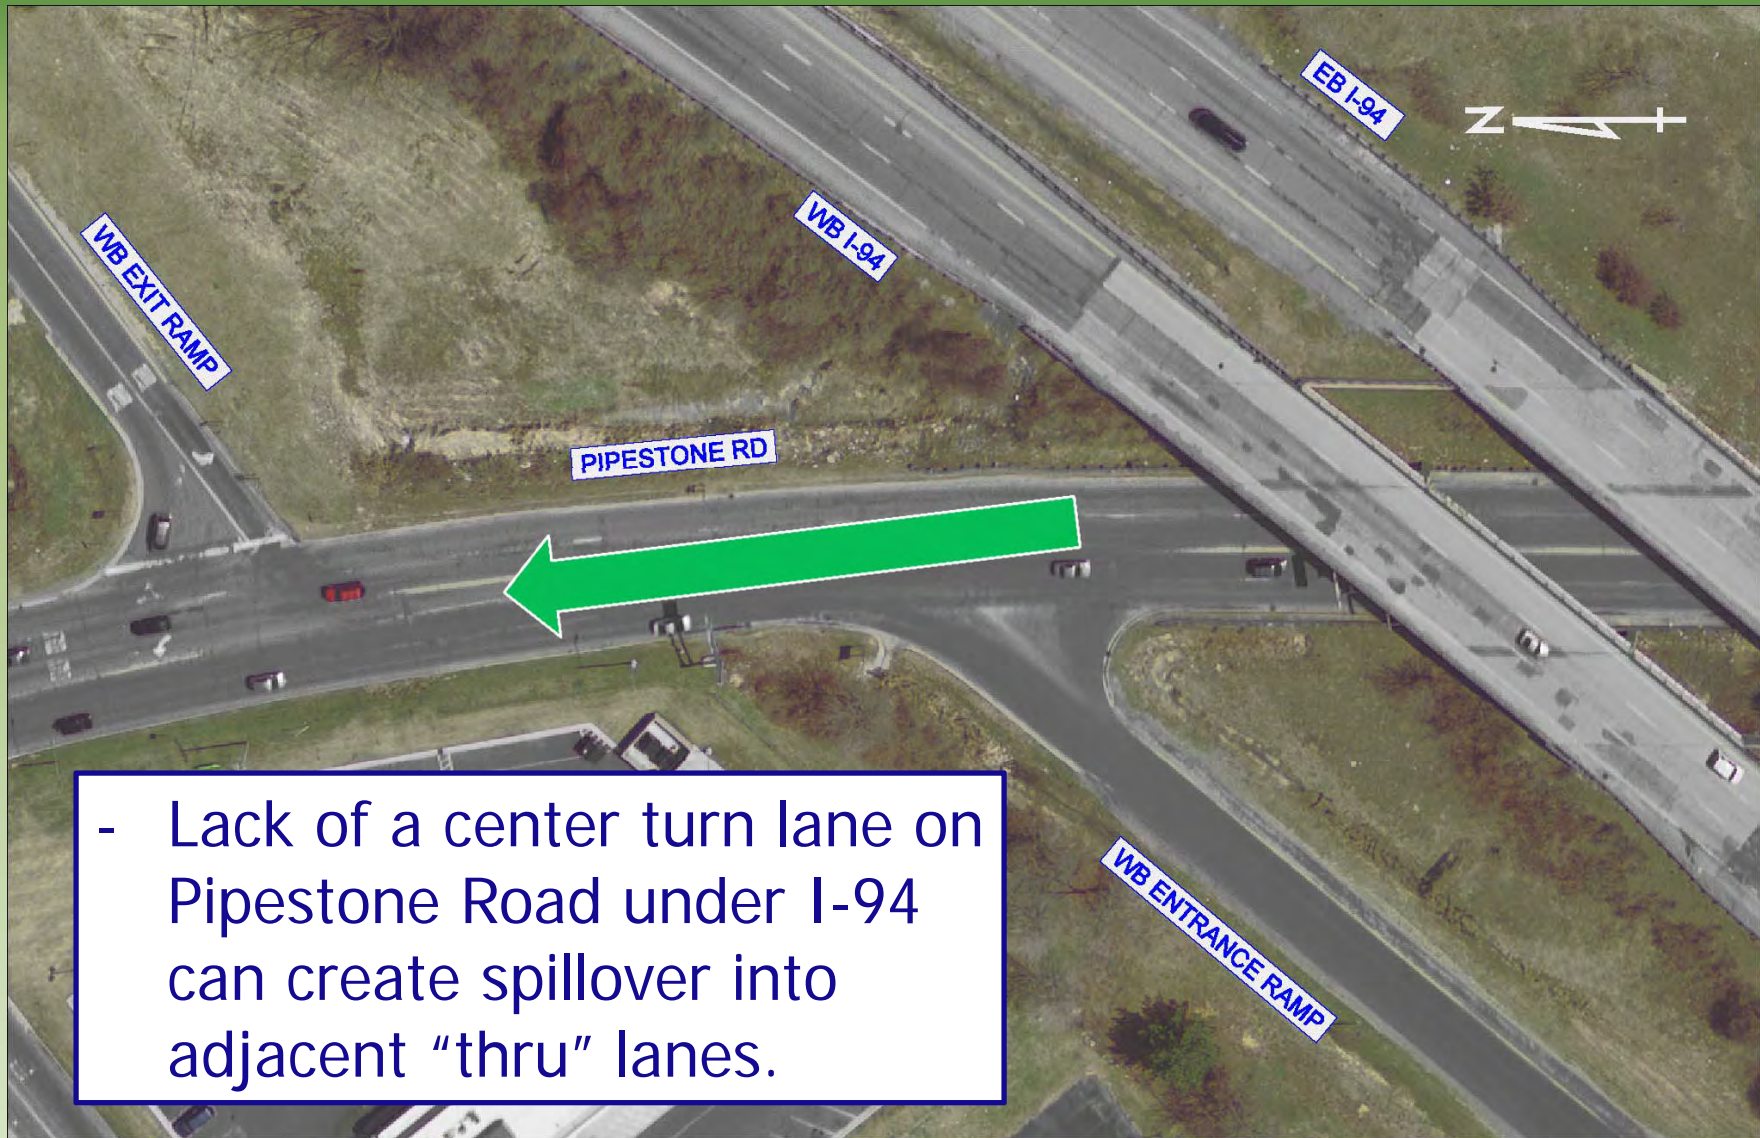 EB I-94
N
WB I-94
WB EXIT RAMP
PIPESTONE RD
- Lack of a center turn lane on
Pipestone Road under I-94
can create spillover into
adjacent “thru” lanes.
WB ENTRANCE RAMP